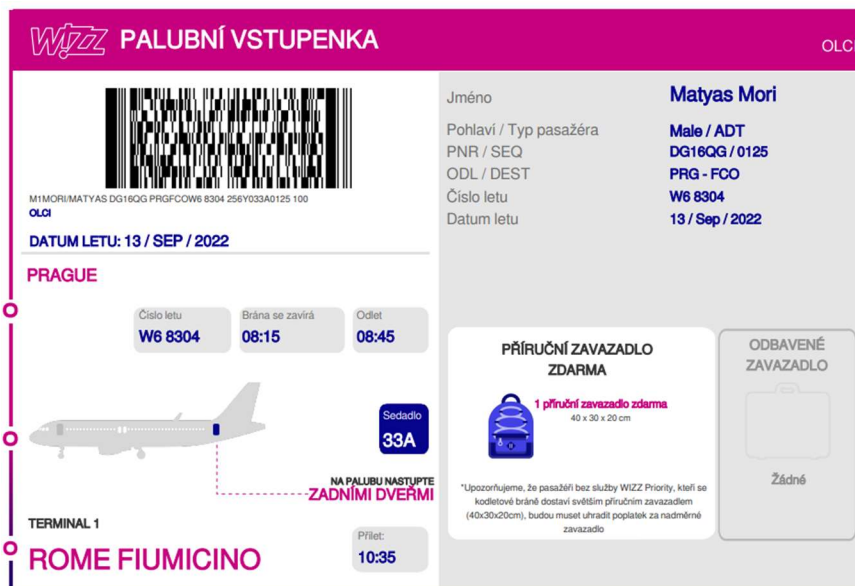 WIZZ PALUBNÍ VSTUPENKA
OLCI
M1MORI/MATYAS DG16QG PRGFCOW6 8304 256Y033A0125 100
OLCI
DATUM LETU: 13 / SEP / 2022
PRAGUE
Číslo letu
W6 8304
Brána se zavírá
08:15
Odlet
08:45
Sedadlo
33A
NA PALUBU NASTUPTE
ZADNÍMI DVEŘMI
TERMINAL 1
ROME FIUMICINO
Přílet:
10:35
Jméno Matyas Mori
Pohlaví / Typ pasažéra Male / ADT
PNR / SEQ DG16QG / 0125
ODL / DEST PRG - FCO
Číslo letu W6 8304
Datum letu 13 / Sep / 2022
PŘÍRUČNÍ ZAVAZADLO
ZDARMA
1 příruční zavazadlo zdarma
40 x 30 x 20 cm
*Upozorňujeme, že pasažéři bez služby WIZZ Priority, kteří se
kodletové bráně dostaví světším příručním zavazadlem
(40x30x20cm), budou muset uhradit poplatek za nadměrné
zavazadlo
ODBAVENÉ
ZAVAZADLO
Žádné